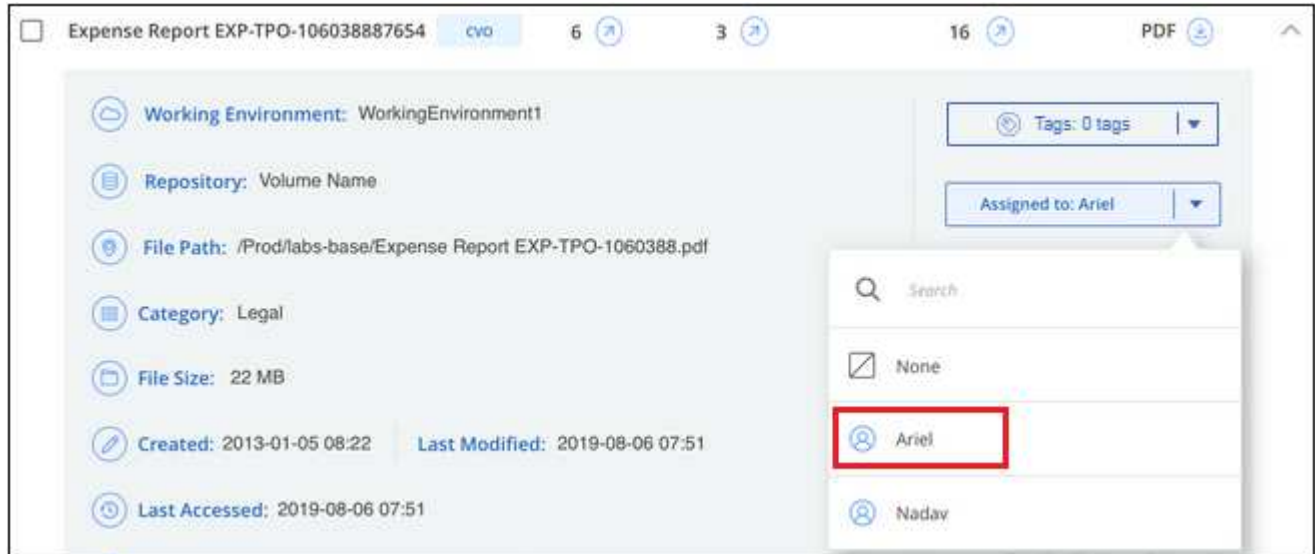 Expense Report EXP-TPO-106038887654 cvo 6 3 16 PDF
Working Environment: WorkingEnvironment1
Tags: 0 tags
Repository: Volume Name
Assigned to: Ariel
File Path: /Prod/labs-base/Expense Report EXP-TPO-1060388.pdf
Search
Category: Legal
None
File Size: 22 MB
Ariel
Created: 2013-01-05 08:22 Last Modified: 2019-08-06 07:51
Last Accessed: 2019-08-06 07:51
Nadav